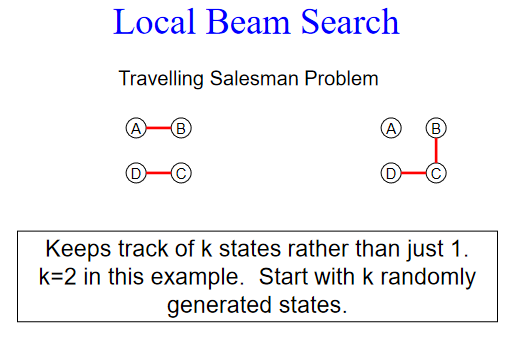 Local Beam Search
Travelling Salesman Problem
A B A B
D C D C
Keeps track of k states rather than just 1.
k=2 in this example.  Start with k randomly
generated states.